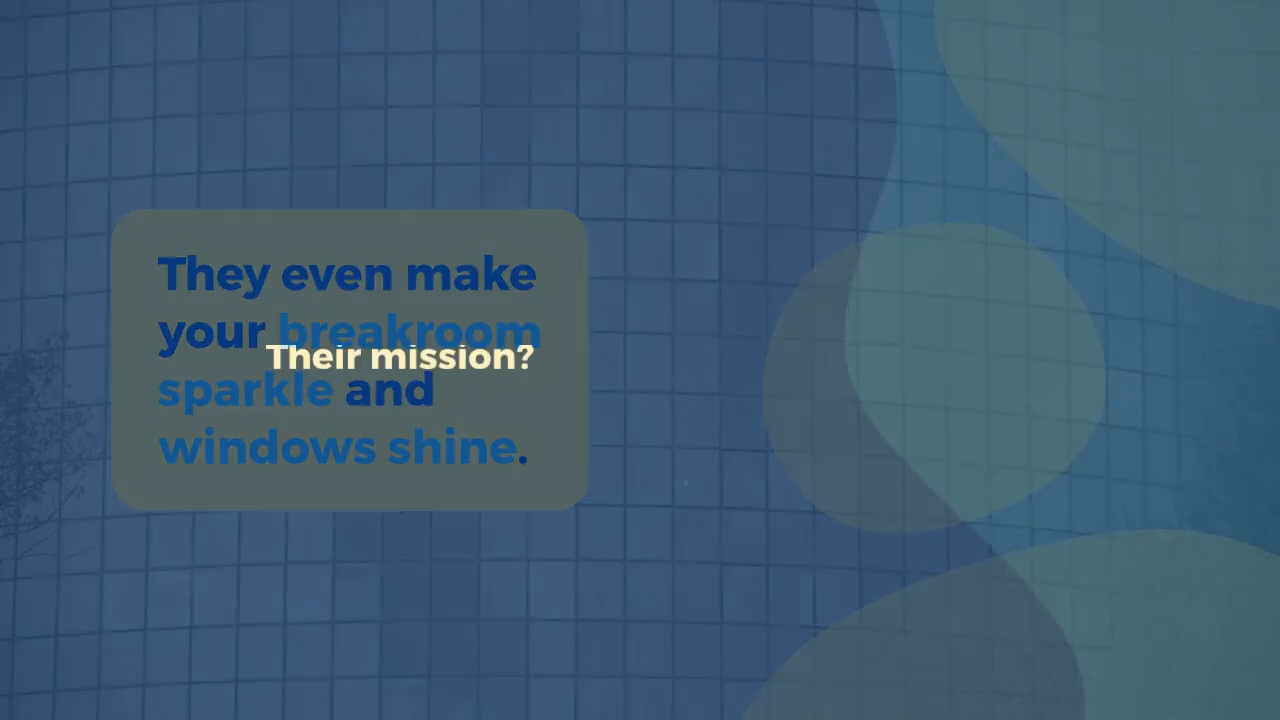 They even make
your breakroom
Their mission?
sparkle and
windows shine.